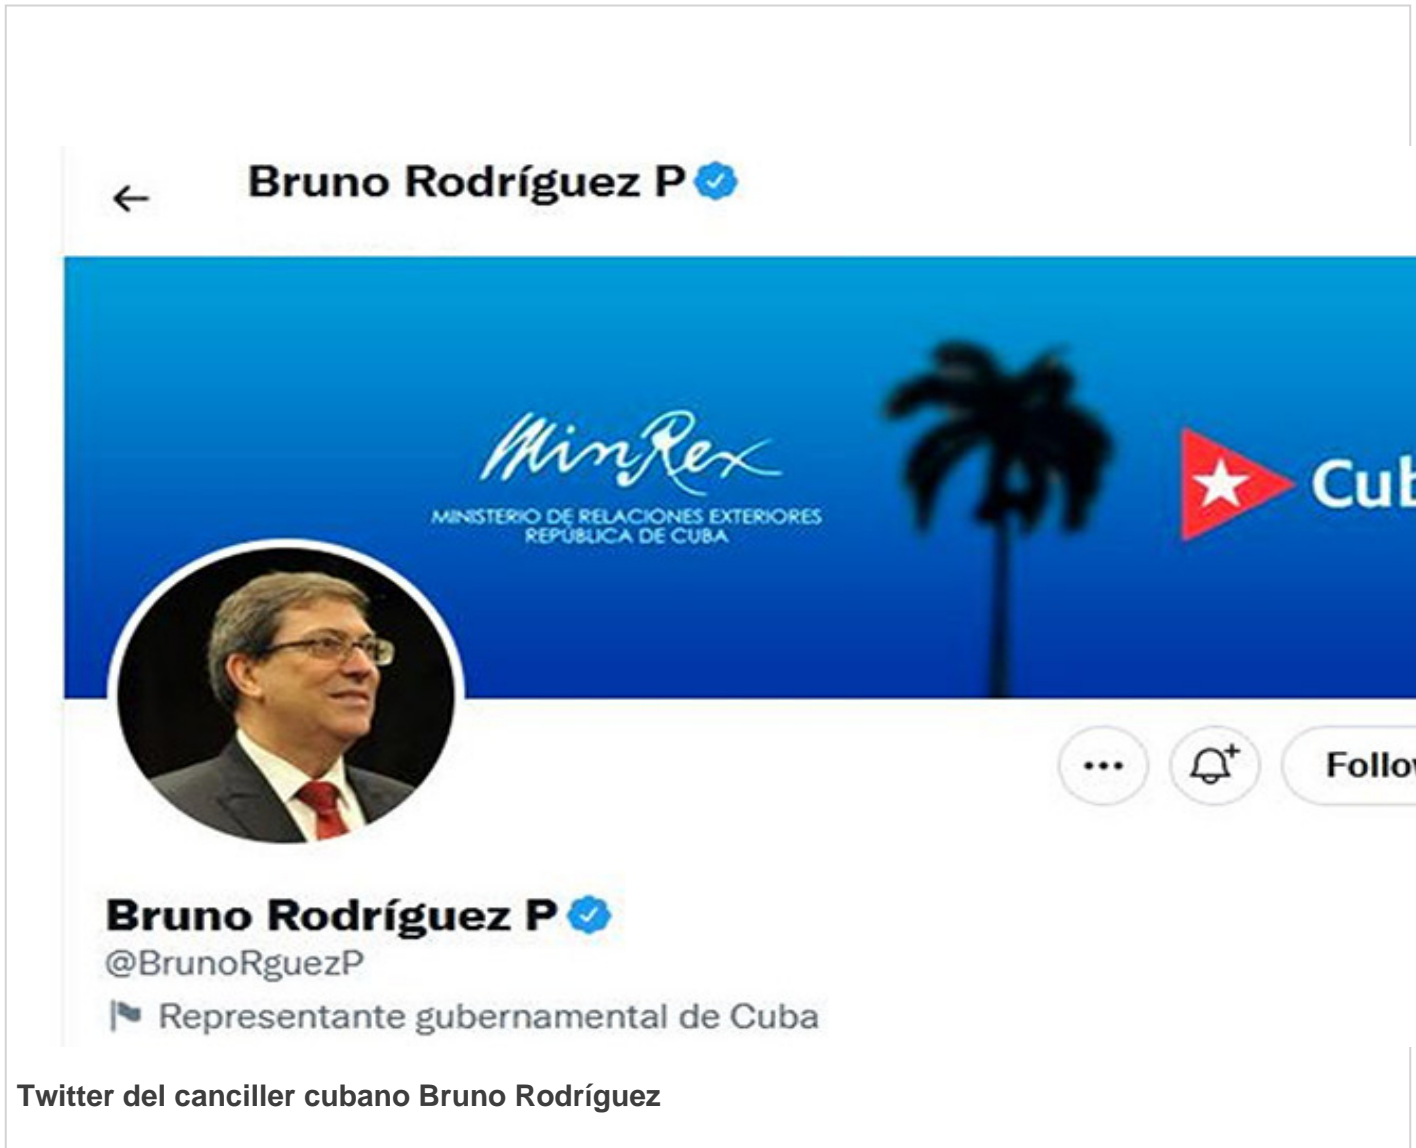 Bruno Rodríguez P
MinRex
MINISTERIO DE RELACIONES EXTERIORES
REPÚBLICA DE CUBA
Cub
Follow
Bruno Rodríguez P
@BrunoRguezP
Representante gubernamental de Cuba
Twitter del canciller cubano Bruno Rodríguez